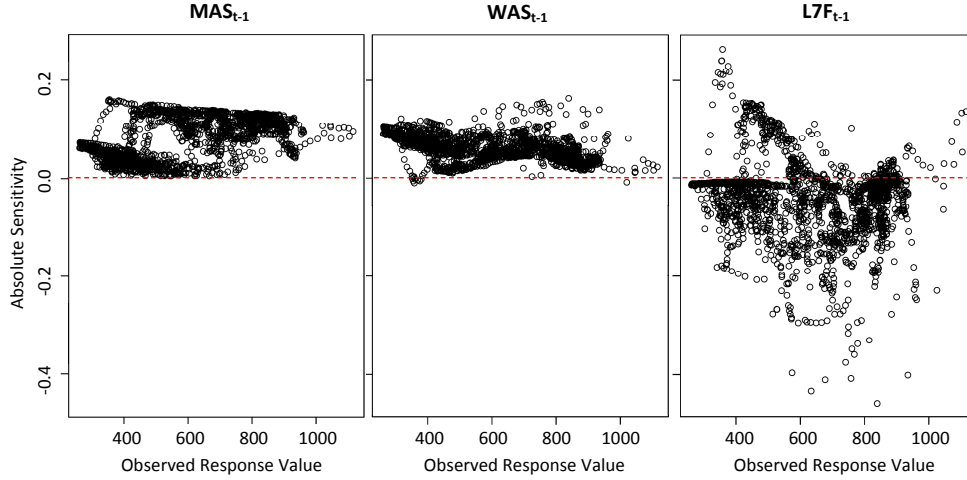 MASt-1
WASt-1
L7Ft-1
Absolute Sensitivity
0.2
0.0
-0.2
-0.4
400 600 800 1000
400 600 800 1000
400 600 800 1000
Observed Response Value
Observed Response Value
Observed Response Value